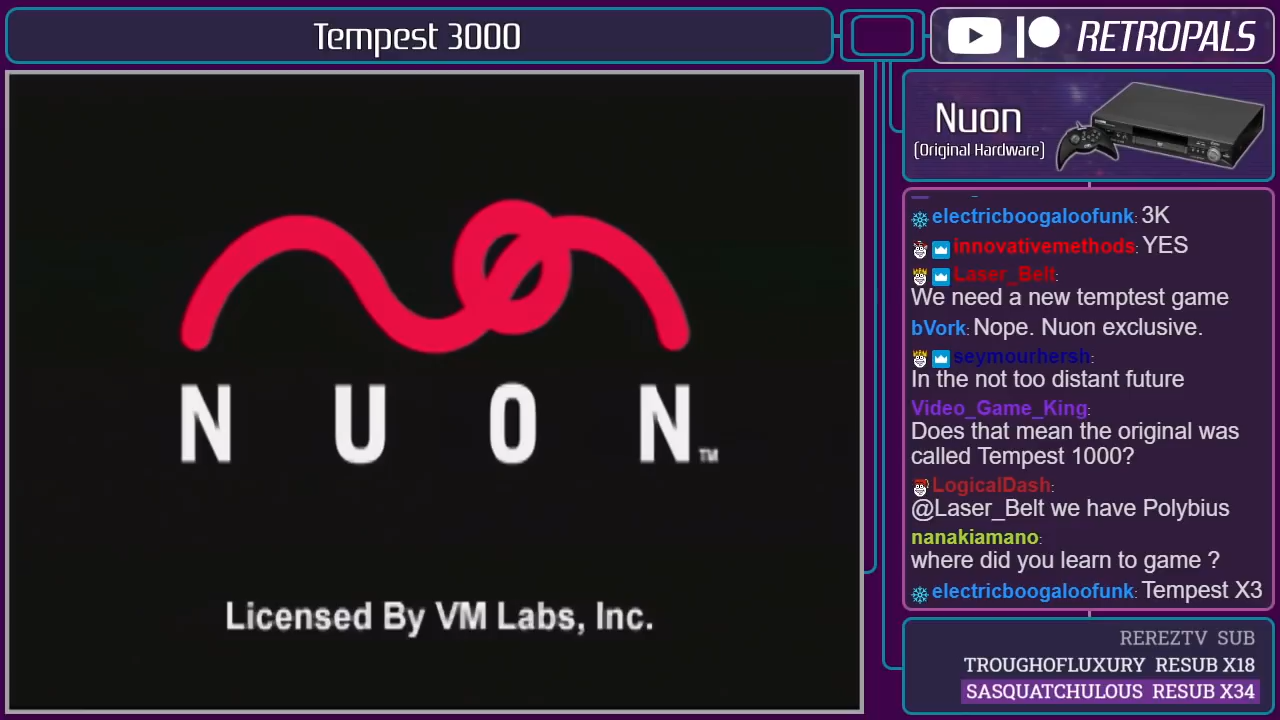 Tempest 3000
RETROPALS
NUON™
Licensed By VM Labs, Inc.
Nuon
(Original Hardware)
electricboogaloofunk: 3K
innovativemethods: YES
Laser_Belt:
We need a new temptest game
bVork: Nope. Nuon exclusive.
seymourhersh:
In the not too distant future
Video_Game_King:
Does that mean the original was
called Tempest 1000?
LogicalDash:
@Laser_Belt we have Polybius
nanakiamano:
where did you learn to game ?
electricboogaloofunk: Tempest X3
REREZTV SUB
TROUGHOFLUXURY RESUB X18
SASQUATCHULOUS RESUB X34